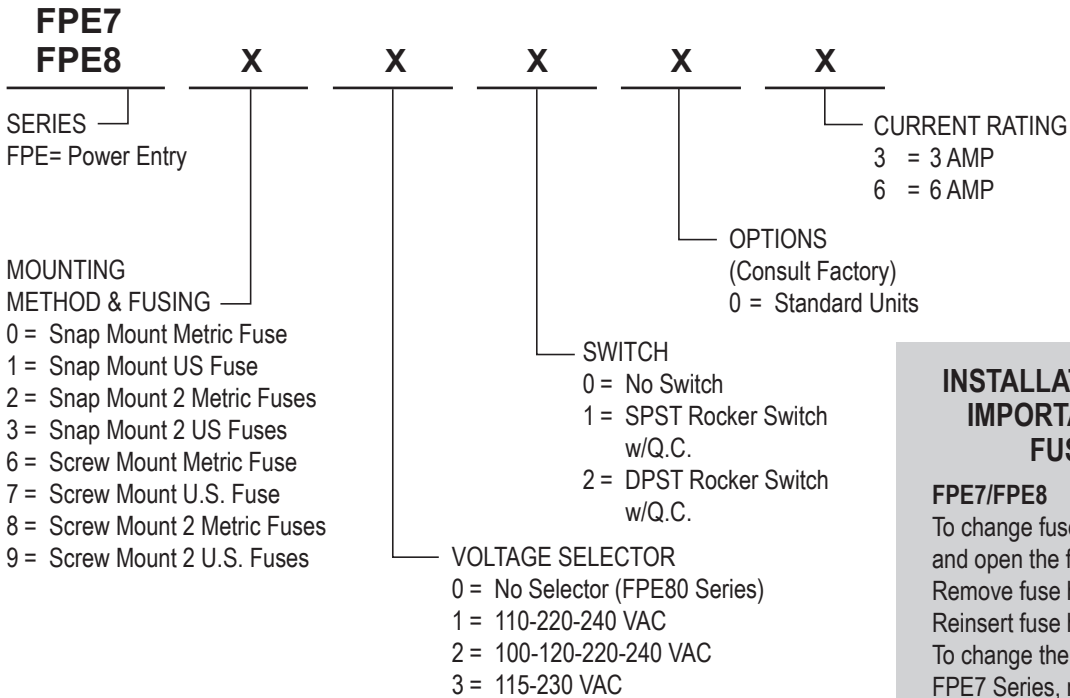 FPE7
FPE8 X X X X X
SERIES
FPE= Power Entry
MOUNTING
METHOD & FUSING
0 = Snap Mount Metric Fuse
1 = Snap Mount US Fuse
2 = Snap Mount 2 Metric Fuses
3 = Snap Mount 2 US Fuses
6 = Screw Mount Metric Fuse
7 = Screw Mount U.S. Fuse
8 = Screw Mount 2 Metric Fuses
9 = Screw Mount 2 U.S. Fuses
VOLTAGE SELECTOR
0 = No Selector (FPE80 Series)
1 = 110-220-240 VAC
2 = 100-120-220-240 VAC
3 = 115-230 VAC
SWITCH
0 = No Switch
1 = SPST Rocker Switch
w/Q.C.
2 = DPST Rocker Switch
w/Q.C.
OPTIONS
(Consult Factory)
0 = Standard Units
CURRENT RATING
3 = 3 AMP
6 = 6 AMP
FPE7/FPE8
To change
and open the
Remove fuse
Reinsert fuse
To change the
FPE7 Series,